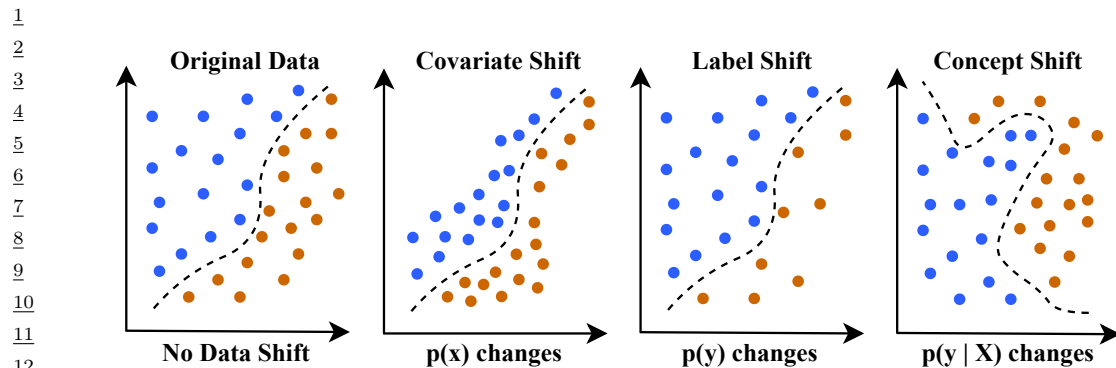 1
2
3
4
5
6
7
8
9
10
11
12
Original Data
Covariate Shift
Label Shift
Concept Shift
No Data Shift
p(x) changes
p(y) changes
p(y | X) changes